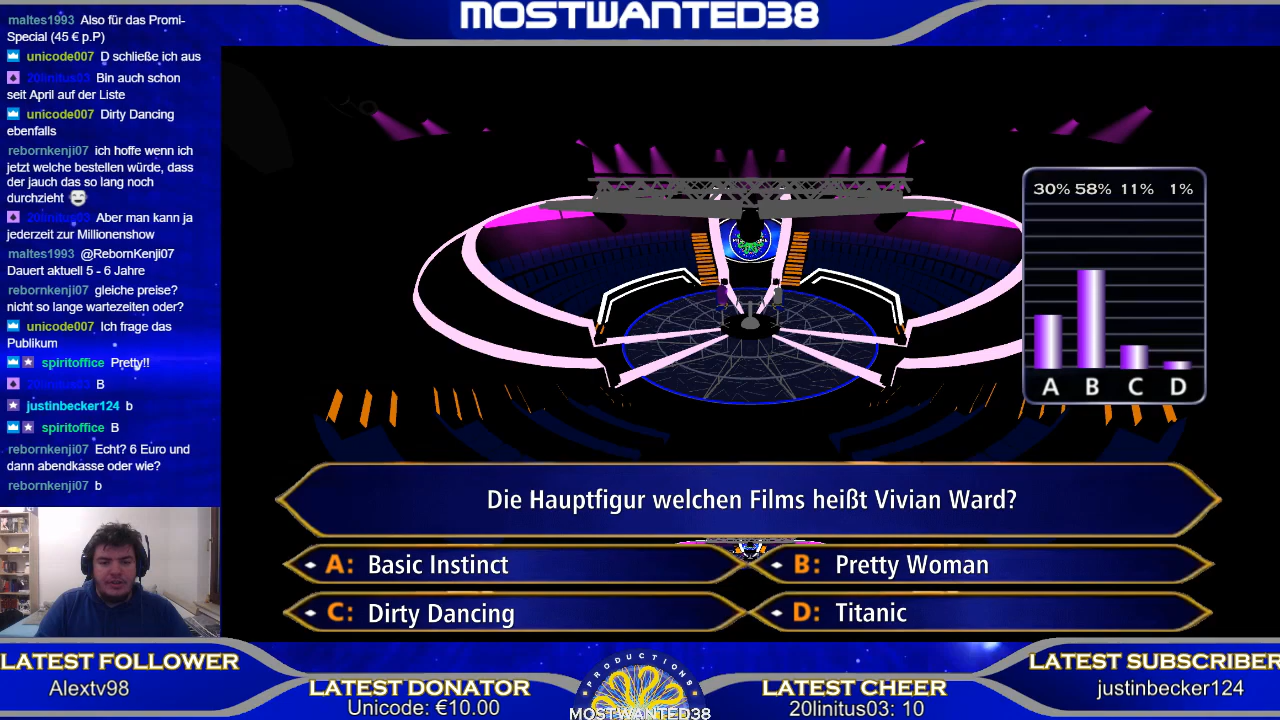 MOSTWANTED38
maltes1993 Also für das Promi-
Special (45 € p.P)
unicode007 D schließe ich aus
20linitus03 Bin auch schon
seit April auf der Liste
unicode007 Dirty Dancing
ebenfalls
rebornkenji07 ich hoffe wenn ich
jetzt welche bestellen würde, dass
der jauch das so lang noch
durchzieht
20linitus03 Aber man kann ja
jederzeit zur Millionenshow
maltes1993 @RebornKenji07
Dauert aktuell 5 - 6 Jahre
rebornkenji07 gleiche preise?
nicht so lange wartezeiten oder?
unicode007 Ich frage das
Publikum
spiritoffice Pretty!!
20linitus03 B
justinbecker124 b
spiritoffice B
rebornkenji07 Echt? 6 Euro und
dann abendkasse oder wie?
rebornkenji07 b
30% 58% 11% 1%
A B C D
Die Hauptfigur welchen Films heißt Vivian Ward?
A: Basic Instinct
B: Pretty Woman
C: Dirty Dancing
D: Titanic
LATEST FOLLOWER
Alextv98
LATEST DONATOR
Unicode: €10.00
PRODUCTIONS
MOSTWANTED38
LATEST CHEER
20linitus03: 10
LATEST SUBSCRIBER
justinbecker124